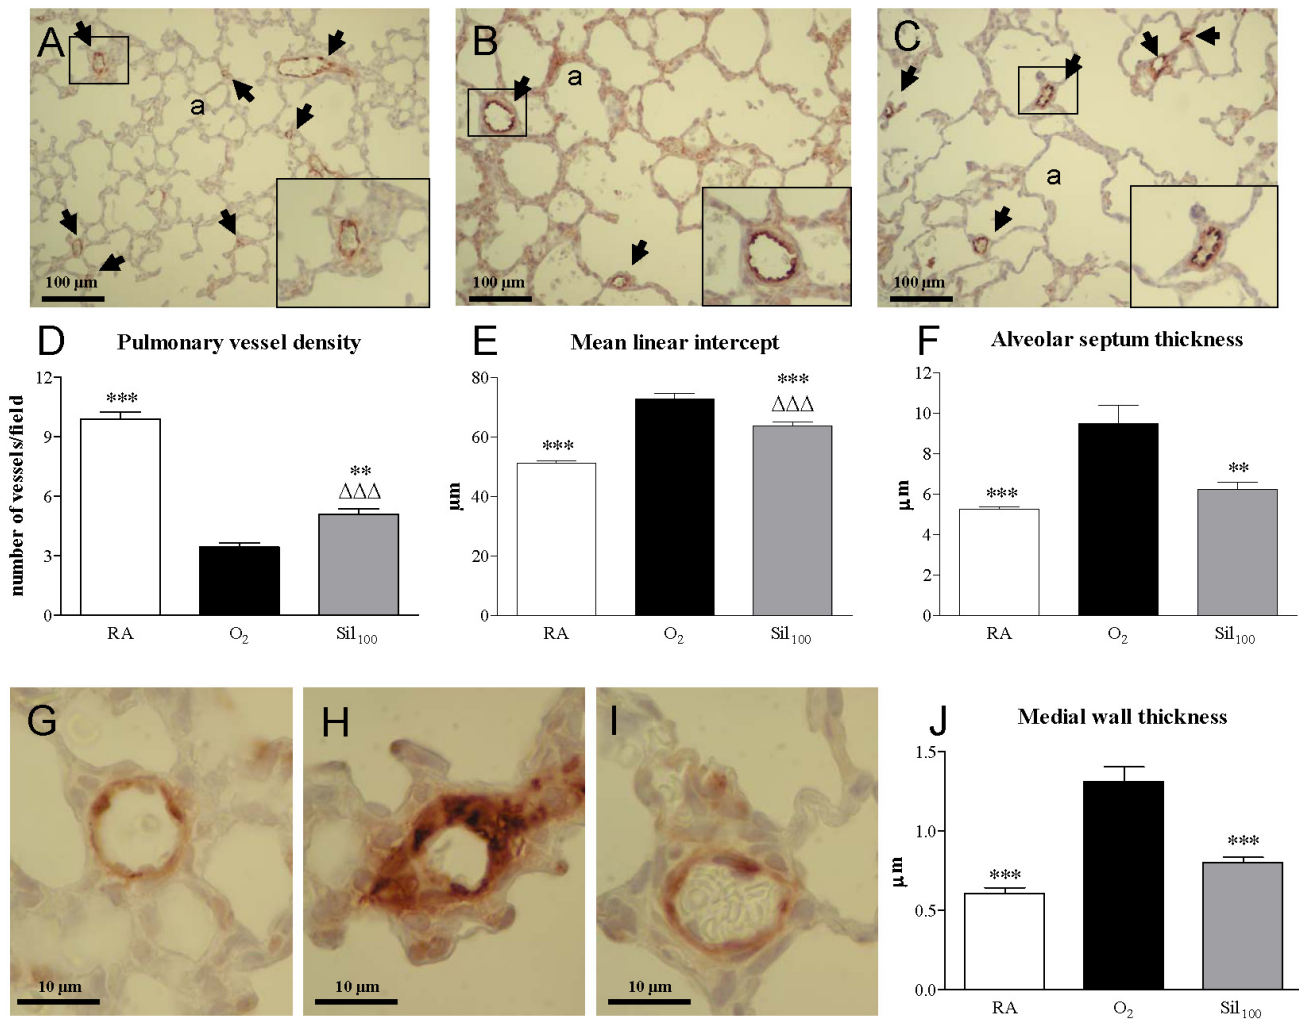 A
a
100 µm
B
a
100 µm
C
a
100 µm
D Pulmonary vessel density
number of vessels/field
12
9
6
3
0
***
**
ΔΔΔ
RA O₂ Sil₁₀₀
E Mean linear intercept
µm
80
60
40
20
0
***
***
ΔΔΔ
RA O₂ Sil₁₀₀
F Alveolar septum thickness
µm
12
10
8
6
4
2
0
***
**
RA O₂ Sil₁₀₀
G
10 µm
H
10 µm
I
10 µm
J Medial wall thickness
µm
1.5
1.0
0.5
0.0
***
***
RA O₂ Sil₁₀₀